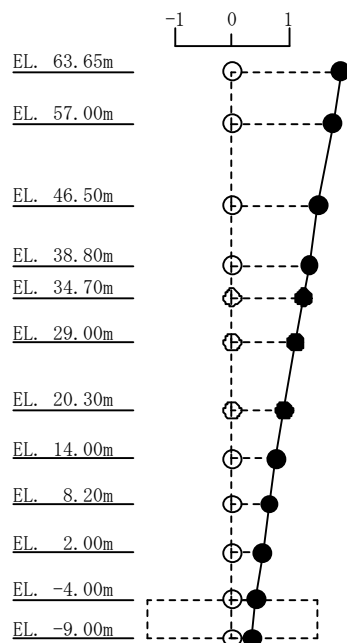 -1 0 1
EL. 63.65m
EL. 57.00m
EL. 46.50m
EL. 38.80m
EL. 34.70m
EL. 29.00m
EL. 20.30m
EL. 14.00m
EL. 8.20m
EL. 2.00m
EL. -4.00m
EL. -9.00m